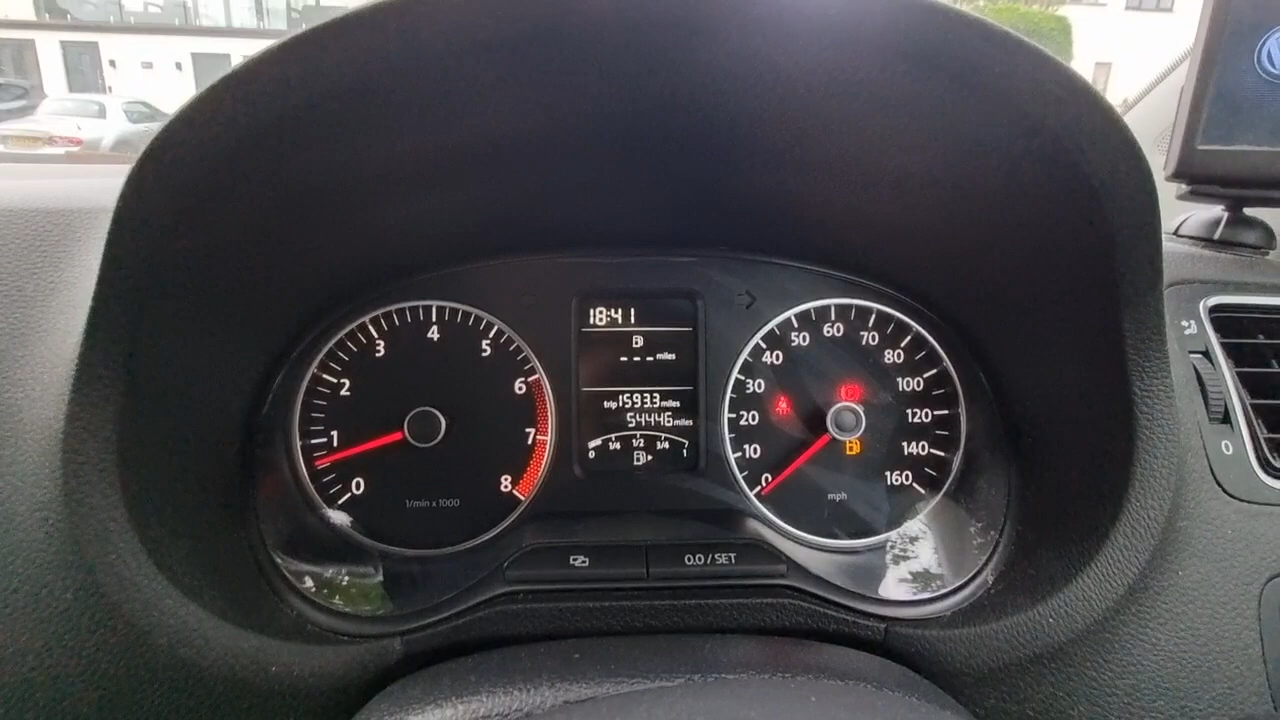 18:41
- - - miles
trip 1593.3 miles
54446 miles
0 1/4 1/2 3/4 1
0 1 2 3 4 5 6 7 8
1/min x 1000
0 10 20 30 40 50 60 70 80 100 120 140 160
mph
0.0 / SET
0